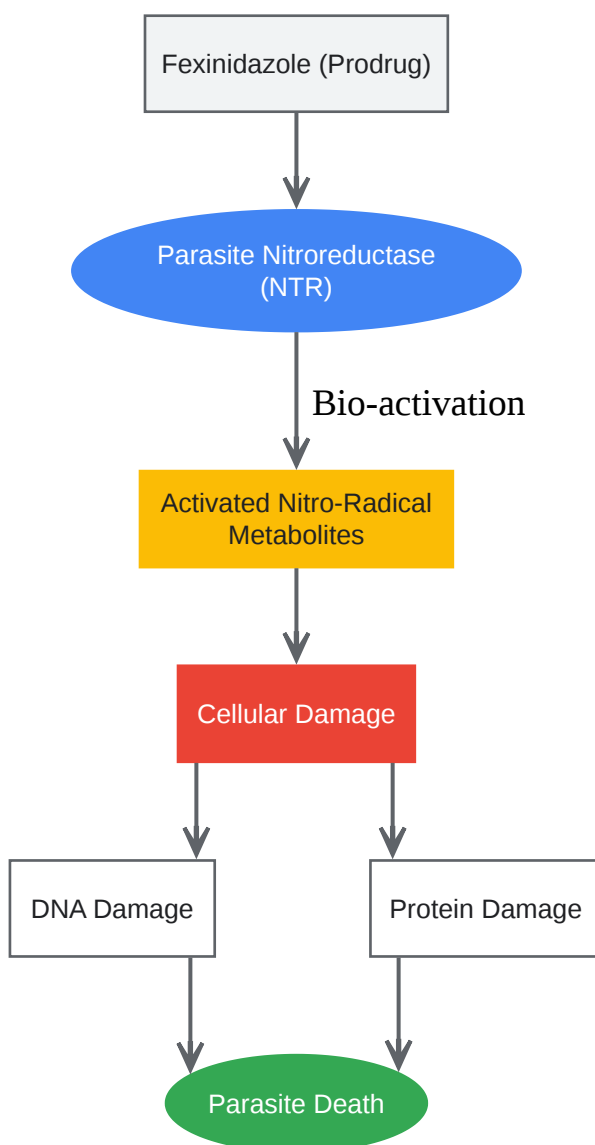 Fexinidazole (Prodrug)
Parasite Nitroreductase
(NTR)
Bio-activation
Activated Nitro-Radical
Metabolites
Cellular Damage
DNA Damage
Protein Damage
Parasite Death